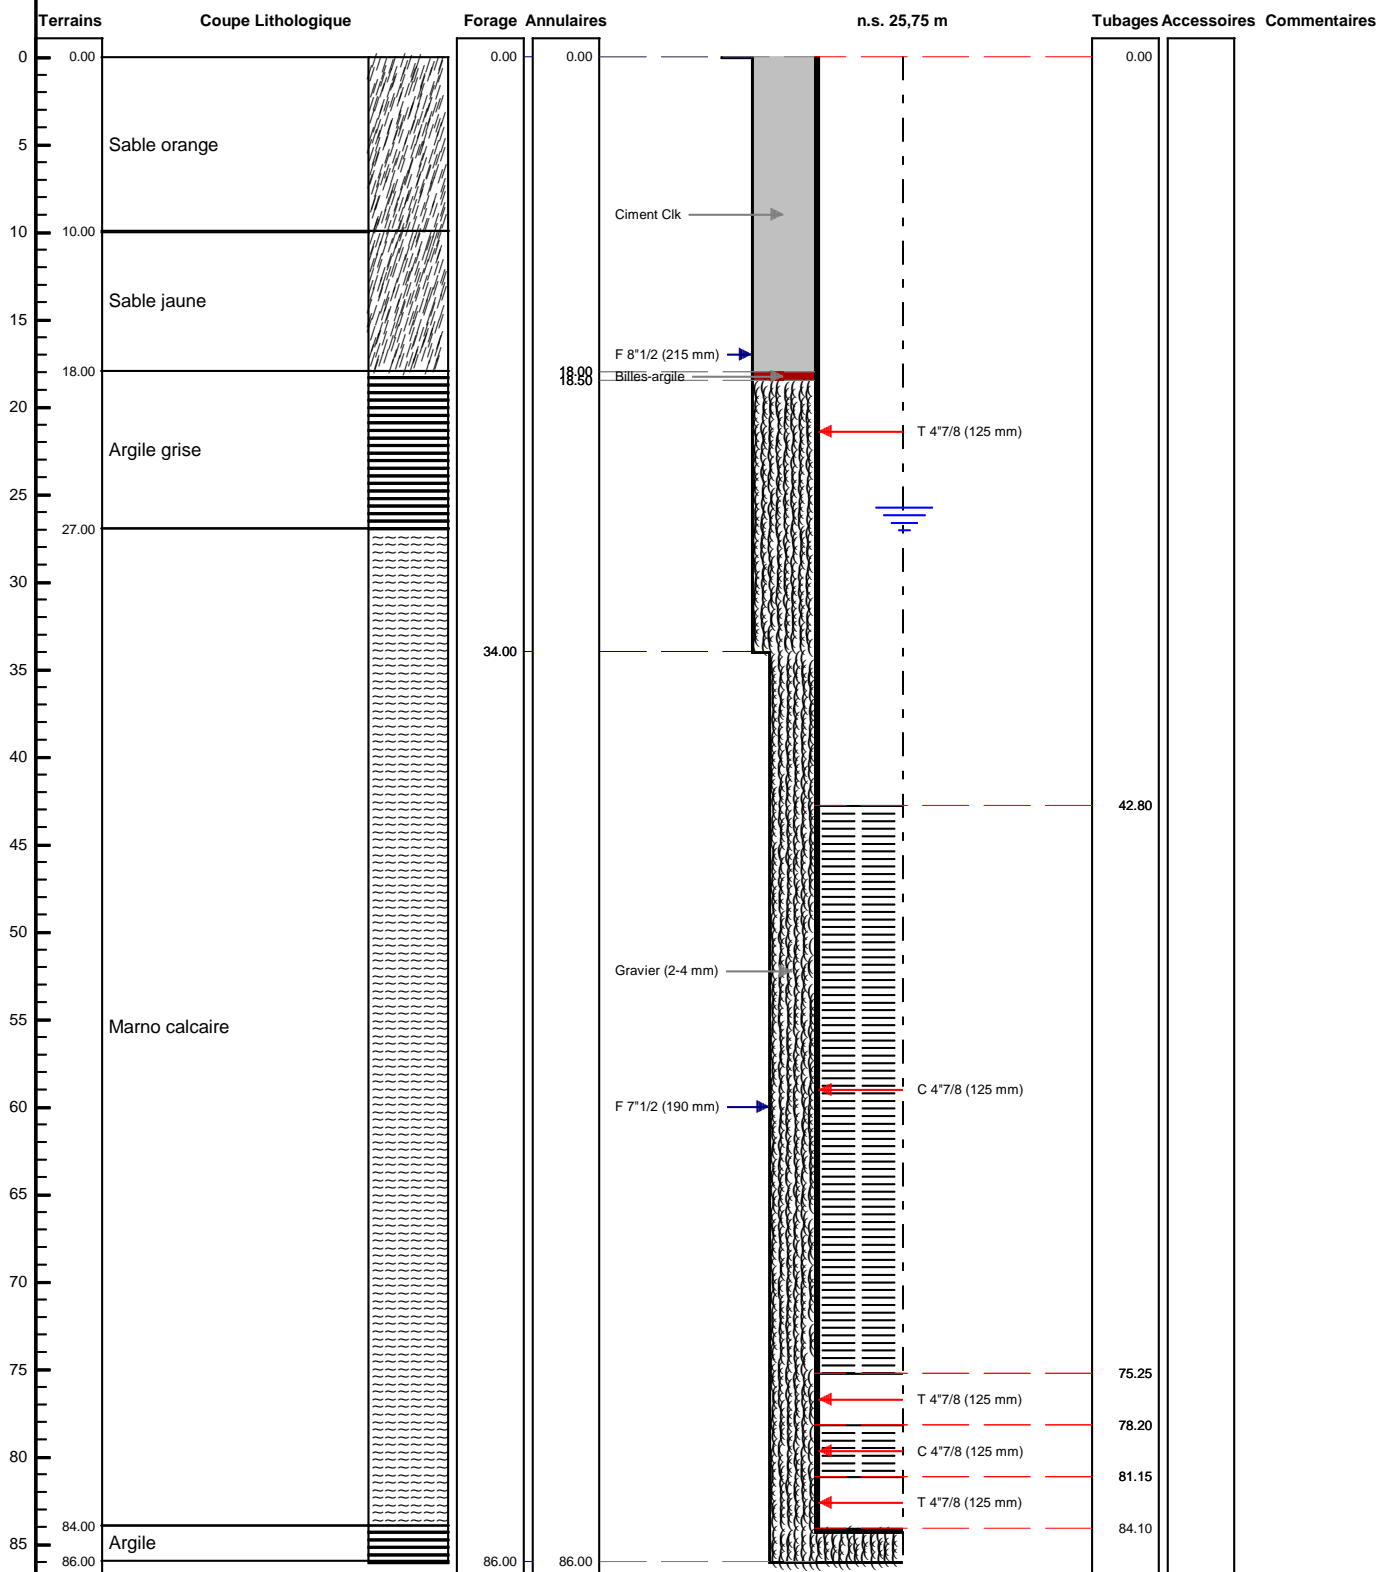 Terrains Coupe Lithologique Forage Annulaires n.s. 25,75 m Tubages Accessoires Commentaires
0 0.00 0.00 0.00 0.00
5 Sable orange
Ciment Clk
10 10.00
Sable jaune
15
F 8"1/2 (215 mm)
18.00 18.00
Billes-argile
18.50
20
T 4"7/8 (125 mm)
Argile grise
25
27.00
30
34.00
35
40
42.80
45
50
Gravier (2-4 mm)
55
Marno calcaire
C 4"7/8 (125 mm)
60 F 7"1/2 (190 mm)
65
70
75 75.25
T 4"7/8 (125 mm)
78.20
80 C 4"7/8 (125 mm)
81.15
T 4"7/8 (125 mm)
84.00 84.10
85 Argile
86.00 86.00 86.00